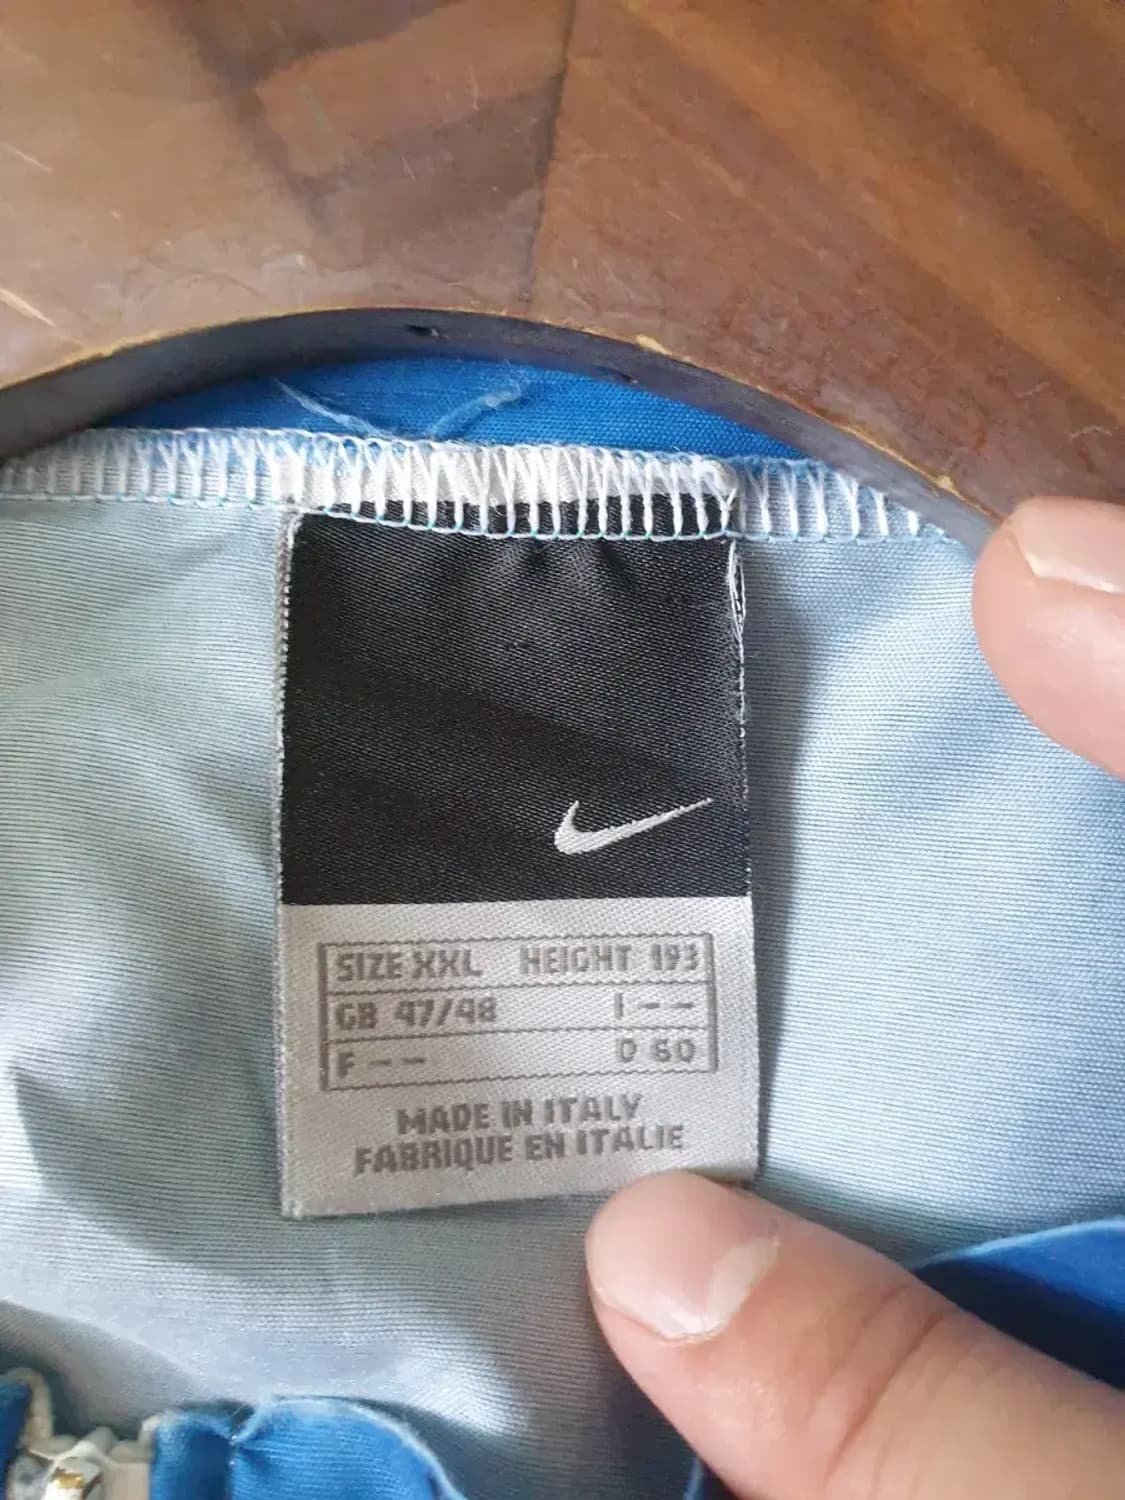 SIZE XXL HEIGHT 193
GB 47/48 I--
F-- D 60
MADE IN ITALY
FABRIQUE EN ITALIE